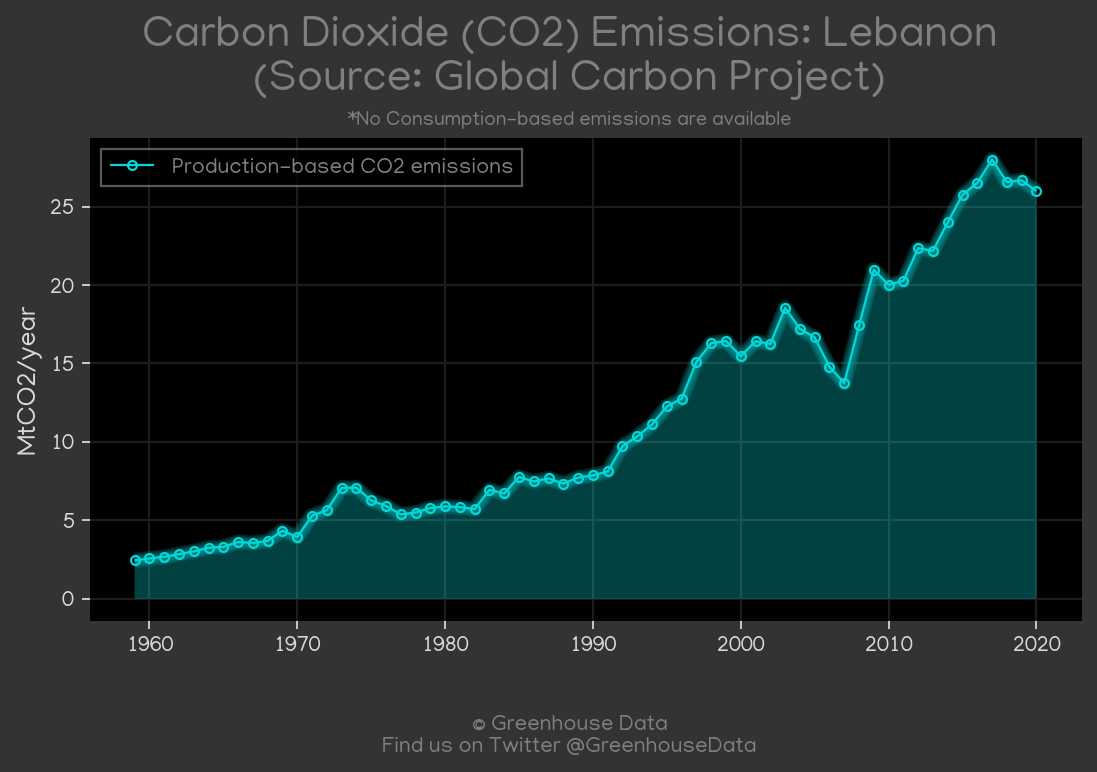 Carbon Dioxide (CO2) Emissions: Lebanon
(Source: Global Carbon Project)
*No Consumption-based emissions are available
Production-based CO2 emissions
MtCO2/year
25
20
15
10
5
0
1960 1970 1980 1990 2000 2010 2020
© Greenhouse Data
Find us on Twitter @GreenhouseData